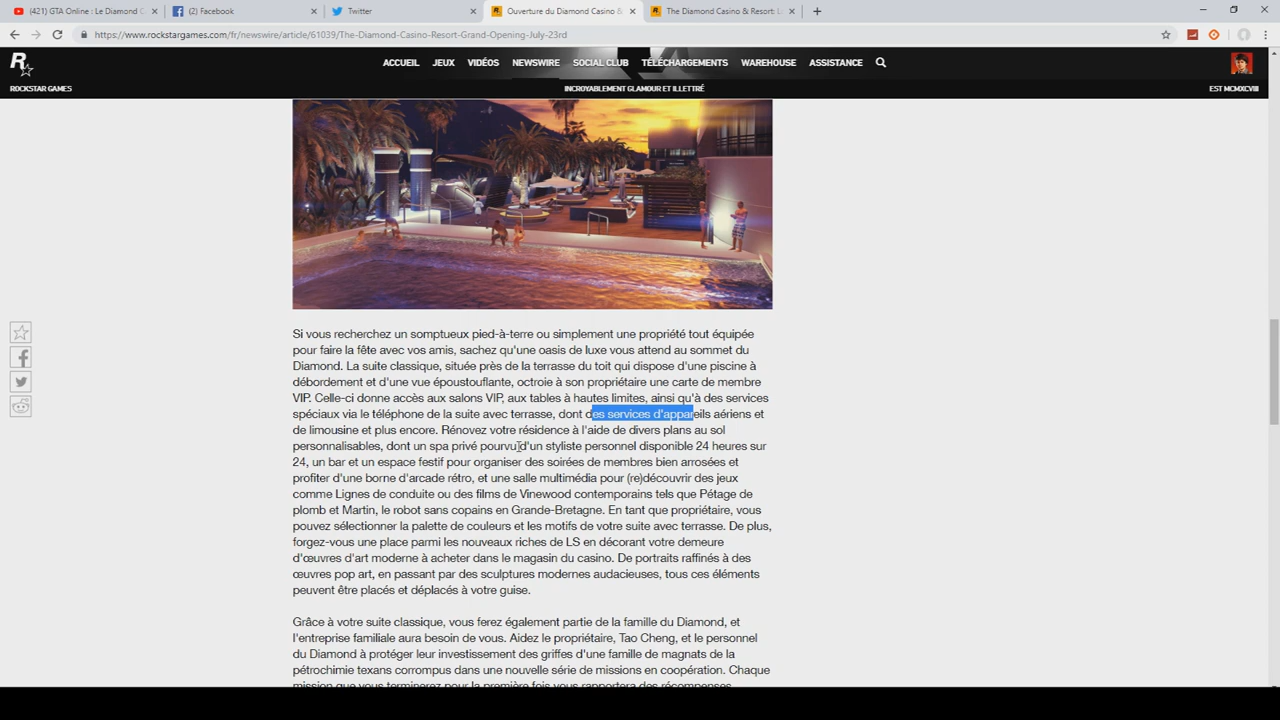 (421) GTA Online : Le Diamond C
(2) Facebook
Twitter
Ouverture du Diamond Casino &
The Diamond Casino & Resort: L
https://www.rockstargames.com/fr/newswire/article/61039/The-Diamond-Casino-Resort-Grand-Opening-July-23rd
R
ACCUEIL JEUX VIDÉOS NEWSWIRE SOCIAL CLUB TÉLÉCHARGEMENTS WAREHOUSE ASSISTANCE
ROCKSTAR GAMES INCROYABLEMENT GLAMOUR ET ILLETTRÉ EST MCMXCVIII
Si vous recherchez un somptueux pied-à-terre ou simplement une propriété tout équipée
pour faire la fête avec vos amis, sachez qu'une oasis de luxe vous attend au sommet du
Diamond. La suite classique, située près de la terrasse du toit qui dispose d'une piscine à
débordement et d'une vue époustouflante, octroie à son propriétaire une carte de membre
VIP. Celle-ci donne accès aux salons VIP, aux tables à hautes limites, ainsi qu'à des services
spéciaux via le téléphone de la suite avec terrasse, dont des services d'appareils aériens et
de limousine et plus encore. Rénovez votre résidence à l'aide de divers plans au sol
personnalisables, dont un spa privé pourvu d'un styliste personnel disponible 24 heures sur
24, un bar et un espace festif pour organiser des soirées de membres bien arrosées et
profiter d'une borne d'arcade rétro, et une salle multimédia pour (re)découvrir des jeux
comme Lignes de conduite ou des films de Vinewood contemporains tels que Pétage de
plomb et Martin, le robot sans copains en Grande-Bretagne. En tant que propriétaire, vous
pouvez sélectionner la palette de couleurs et les motifs de votre suite avec terrasse. De plus,
forgez-vous une place parmi les nouveaux riches de LS en décorant votre demeure
d'œuvres d'art moderne à acheter dans le magasin du casino. De portraits raffinés à des
œuvres pop art, en passant par des sculptures modernes audacieuses, tous ces éléments
peuvent être placés et déplacés à votre guise.
Grâce à votre suite classique, vous ferez également partie de la famille du Diamond, et
l'entreprise familiale aura besoin de vous. Aidez le propriétaire, Tao Cheng, et le personnel
du Diamond à protéger leur investissement des griffes d'une famille de magnats de la
pétrochimie texans corrompus dans une nouvelle série de missions en coopération. Chaque
mission que vous terminerez pour la première fois vous rapportera des récompenses